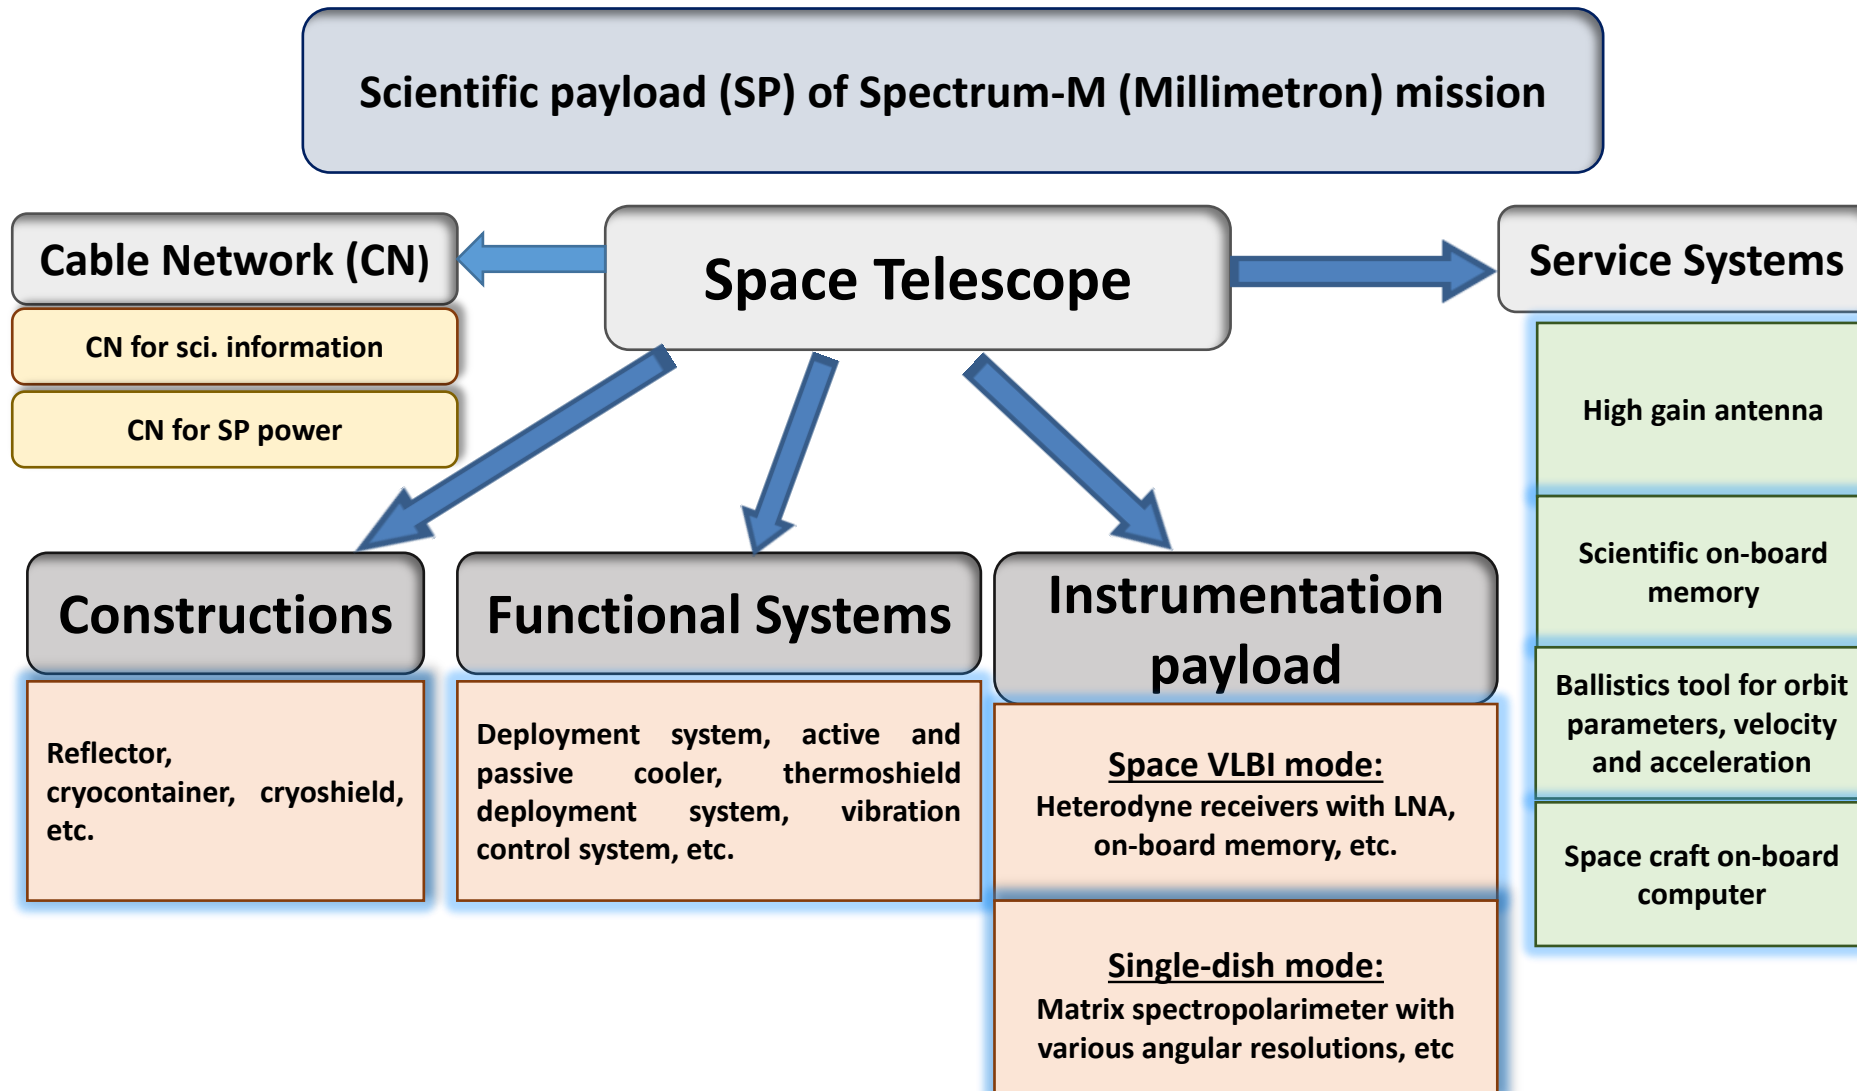 Scientific payload (SP) of Spectrum-M (Millimetron) mission
Cable Network (CN)
CN for sci. information
CN for SP power
Space Telescope
Service Systems
High gain antenna
Scientific on-board
memory
Ballistics tool for orbit
parameters, velocity
and acceleration
Space craft on-board
computer
Constructions
Reflector,
cryocontainer, cryoshield,
etc.
Functional Systems
Deployment system, active and
passive cooler, thermoshield
deployment system, vibration
control system, etc.
Instrumentation
payload
Space VLBI mode:
Heterodyne receivers with LNA,
on-board memory, etc.
Single-dish mode:
Matrix spectropolarimeter with
various angular resolutions, etc